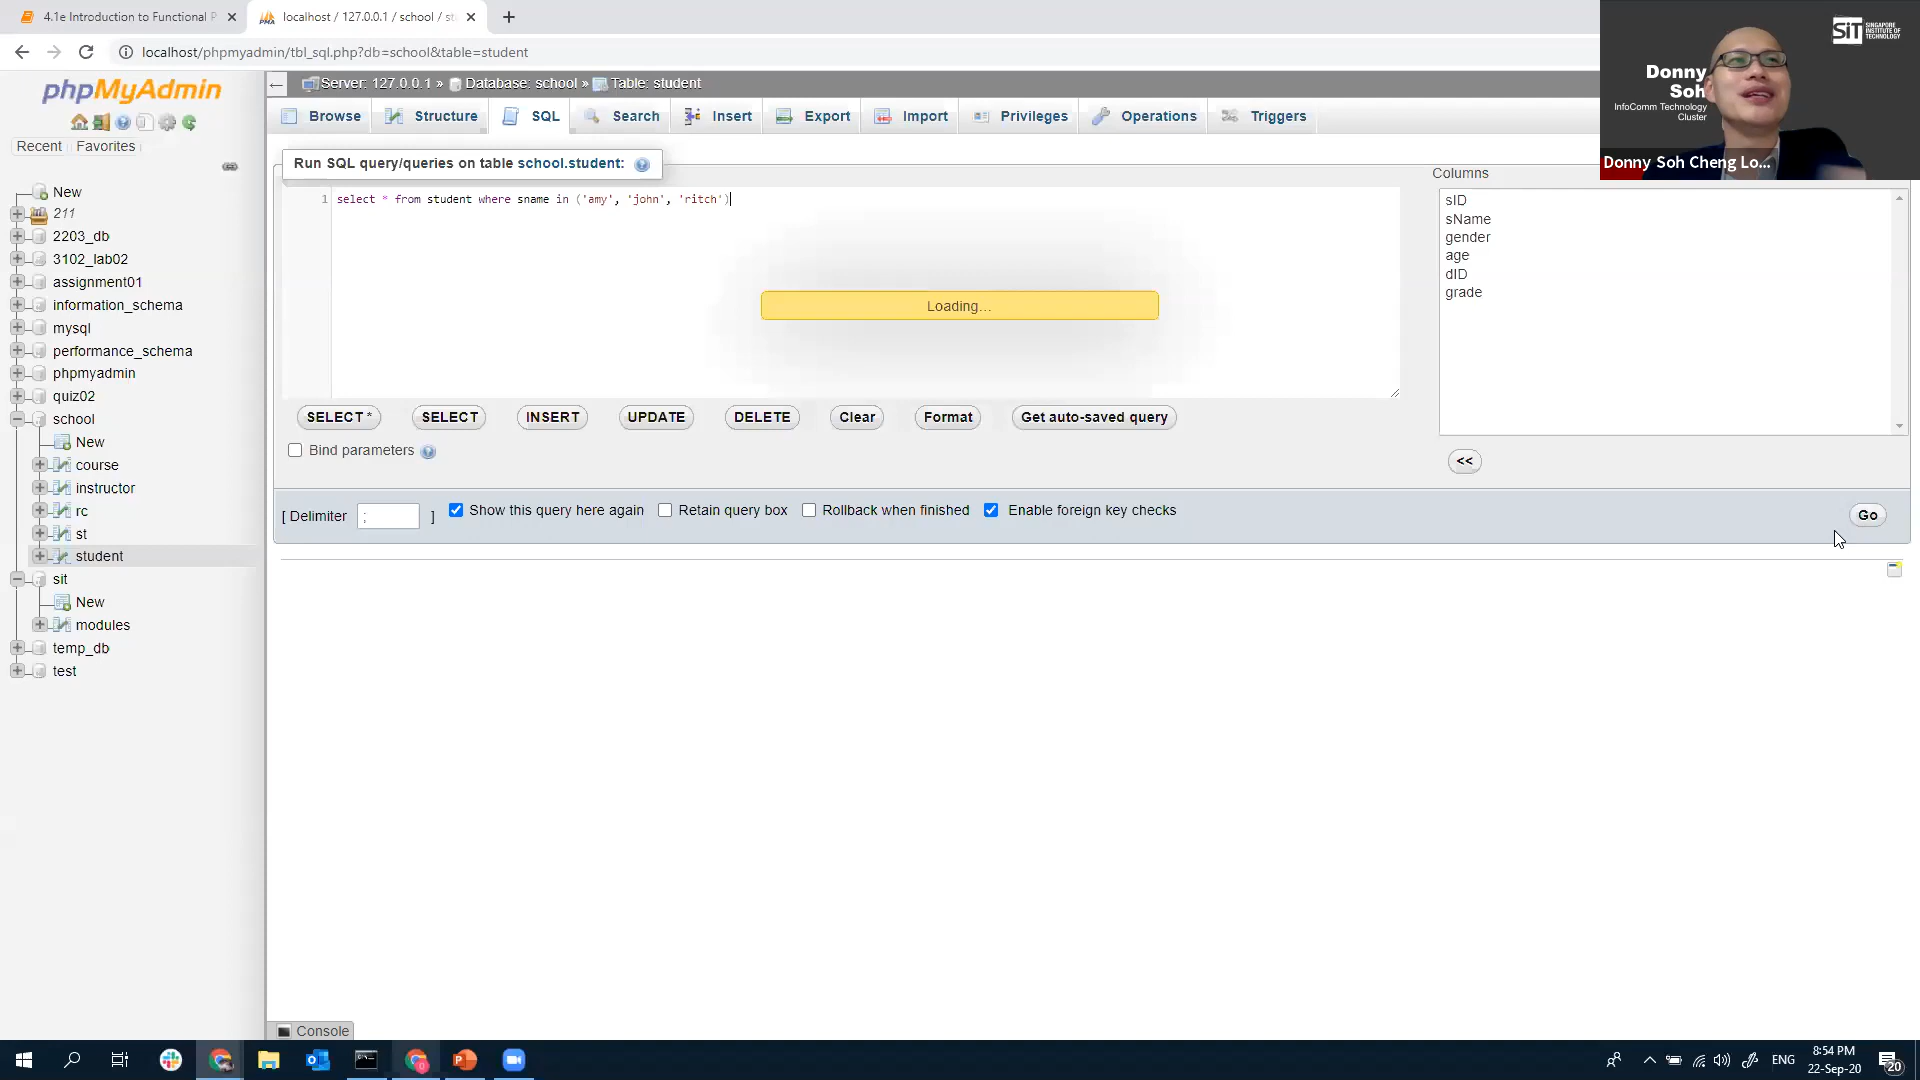 4.1e Introduction to Functional P
localhost / 127.0.0.1 / school / st
localhost/phpmyadmin/tbl_sql.php?db=school&table=student
phpMyAdmin
Recent
Favorites
New
211
2203_db
3102_lab02
assignment01
information_schema
mysql
performance_schema
phpmyadmin
quiz02
school
New
course
instructor
rc
st
student
sit
New
modules
temp_db
test
Server: 127.0.0.1 » Database: school » Table: student
Browse
Structure
SQL
Search
Insert
Export
Import
Privileges
Operations
Triggers
Run SQL query/queries on table school.student:
1 select * from student where sname in ('amy', 'john', 'ritch')
Loading…
SELECT *
SELECT
INSERT
UPDATE
DELETE
Clear
Format
Get auto-saved query
Bind parameters
Columns
sID
sName
gender
age
dID
grade
<<
[ Delimiter ; ]
Show this query here again
Retain query box
Rollback when finished
Enable foreign key checks
Go
Console
SiT SINGAPORE INSTITUTE OF TECHNOLOGY
Donny
Soh
InfoComm Technology
Cluster
Donny Soh Cheng Lo...
ENG
8:54 PM
22-Sep-20
20